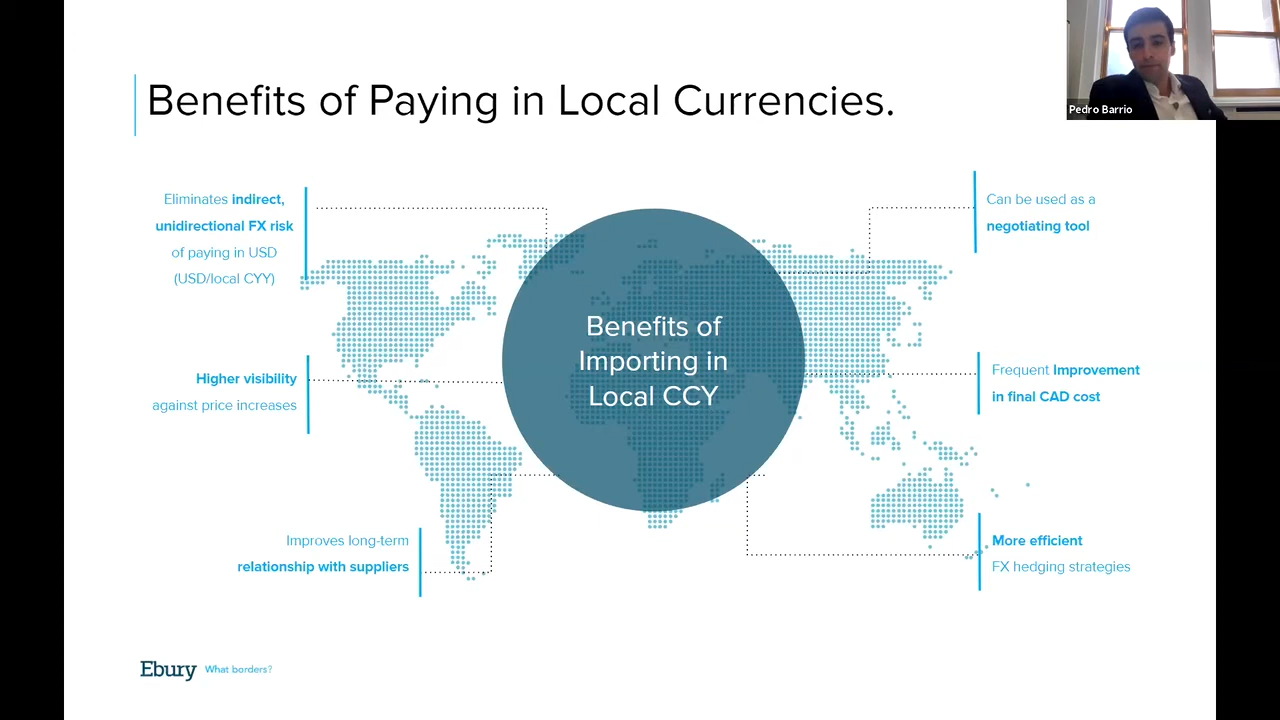 Benefits of Paying in Local Currencies.
Pedro Barrio
Eliminates indirect,
unidirectional FX risk
of paying in USD
(USD/local CYY)
Higher visibility
against price increases
Improves long-term
relationship with suppliers
Benefits of
Importing in
Local CCY
Can be used as a
negotiating tool
Frequent Improvement
in final CAD cost
More efficient
FX hedging strategies
Ebury What borders?